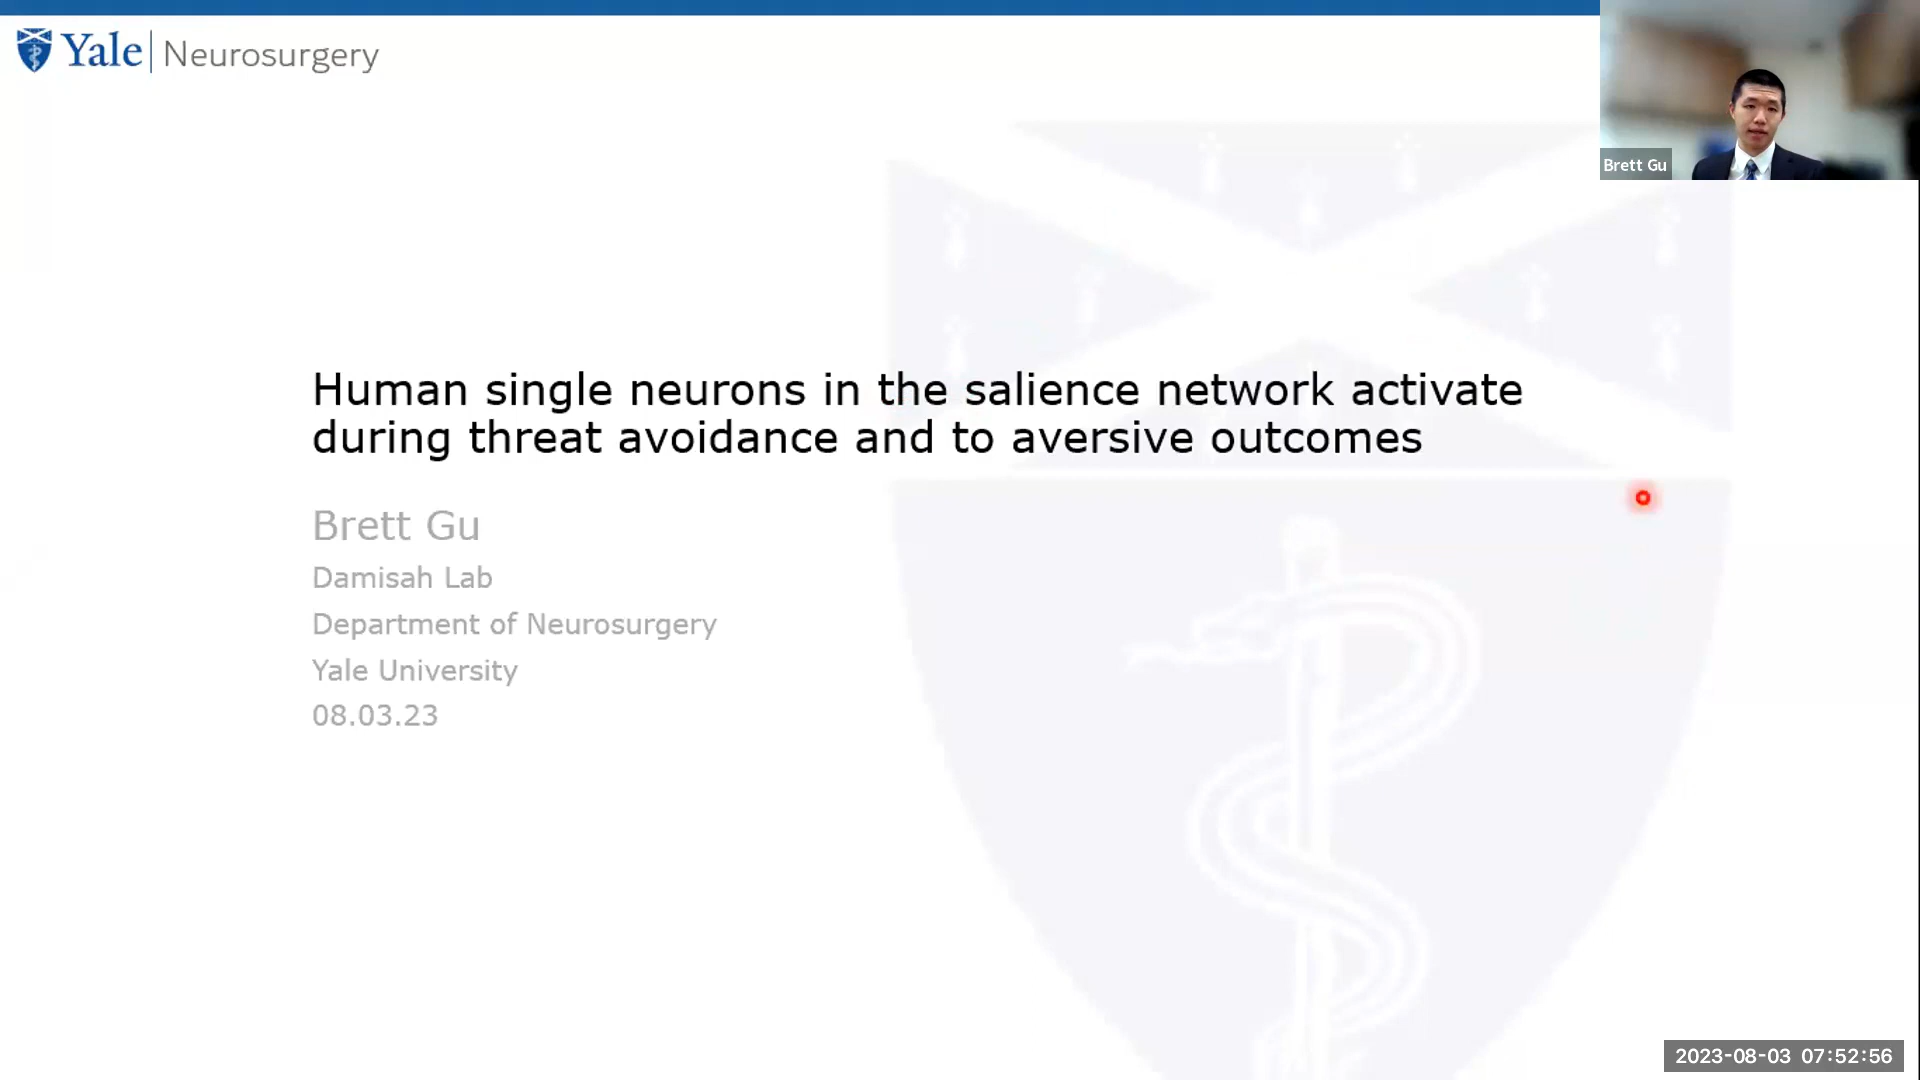 Yale | Neurosurgery
Brett Gu
Human single neurons in the salience network activate
during threat avoidance and to aversive outcomes
Brett Gu
Damisah Lab
Department of Neurosurgery
Yale University
08.03.23
2023-08-03 07:52:56